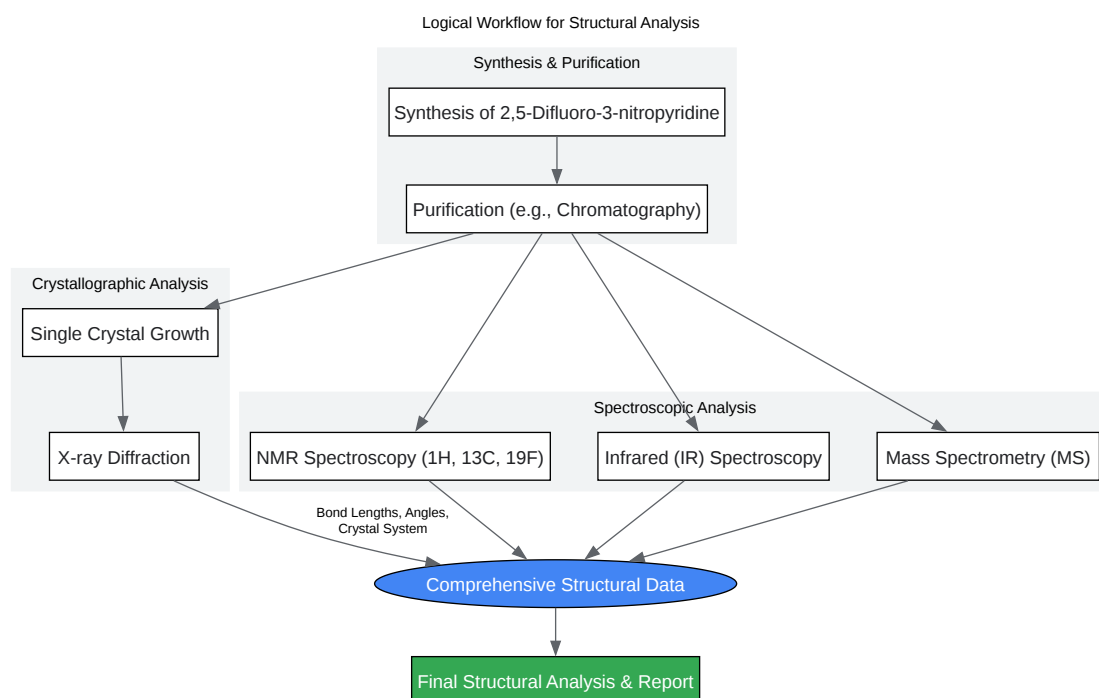 Logical Workflow for Structural Analysis
Synthesis & Purification
Synthesis of 2,5-Difluoro-3-nitropyridine
Purification (e.g., Chromatography)
Crystallographic Analysis
Single Crystal Growth
Spectroscopic Analysis
X-ray Diffraction
NMR Spectroscopy (1H, 13C, 19F)
Infrared (IR) Spectroscopy
Mass Spectrometry (MS)
Bond Lengths, Angles,
Crystal System
Comprehensive Structural Data
Final Structural Analysis & Report